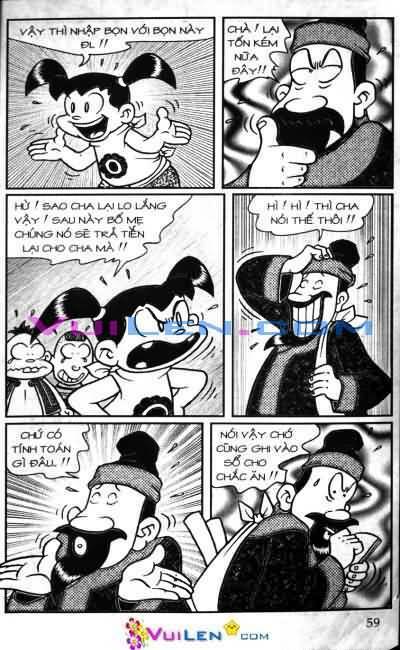 VẬY THÌ NHẬP BỌN VỚI BỌN NÀY
ĐI.
CHÀ ! LẠI
TỐN KÉM
NỮA
ĐÂY!!
HỪ ! SAO CHA LẠI LO LẮNG
VẬY ! SAU NÀY BỐ MẸ
CHÚNG NÓ SẼ TRẢ TIỀN
LẠI CHO CHA MÀ !!
HÌ ! HÌ ! THÌ CHA
NÓI THẾ THÔI !!
VUILEN.COM
CHỨ CÓ
TÍNH TOÁN
GÌ ĐÂU !!
NÓI VẬY CHỚ
CŨNG GHI VÀO
SỔ CHO
CHẮC ĂN !!
59
VUILEN.COM